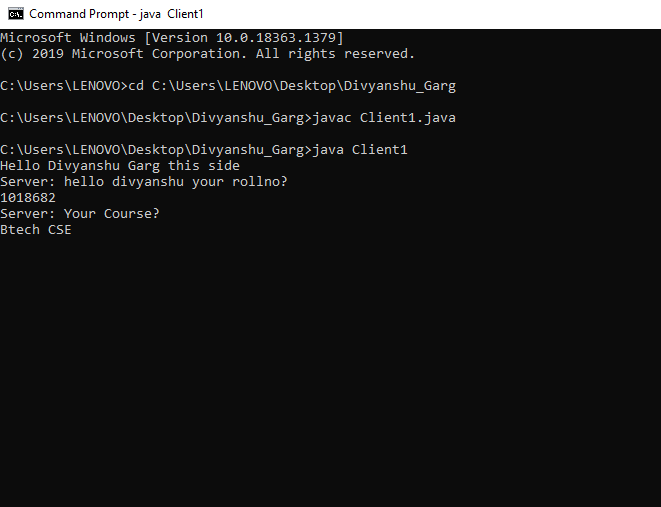 Command Prompt - java Client1
Microsoft Windows [Version 10.0.18363.1379]
(c) 2019 Microsoft Corporation. All rights reserved.
C:\Users\LENOVO>cd C:\Users\LENOVO\Desktop\Divyanshu_Garg
C:\Users\LENOVO\Desktop\Divyanshu_Garg>javac Client1.java
C:\Users\LENOVO\Desktop\Divyanshu_Garg>java Client1
Hello Divyanshu Garg this side
Server: hello divyanshu your rollno?
1018682
Server: Your Course?
Btech CSE